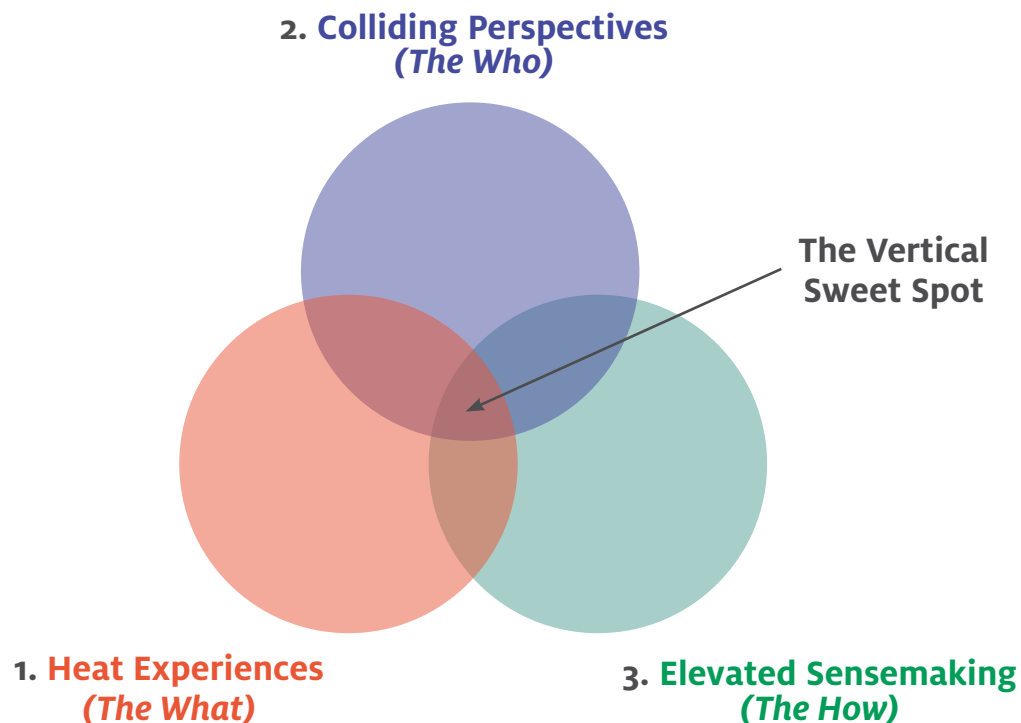 2. Colliding Perspectives
(The Who)
The Vertical
Sweet Spot
1. Heat Experiences
(The What)
3. Elevated Sensemaking
(The How)